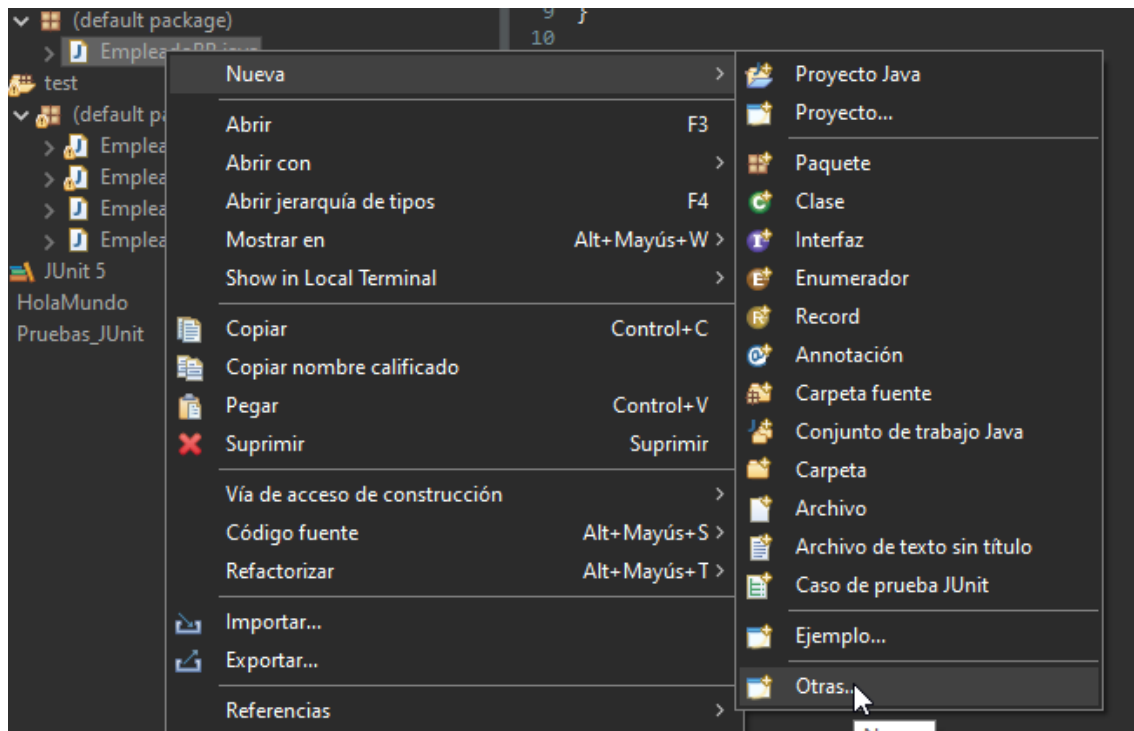 (default package)
9 }
10
EmpleadoBR.java
test
(default pa
Emplea
Emplea
Emplea
Emplea
JUnit 5
HolaMundo
Pruebas_JUnit
Nueva >
Abrir F3
Abrir con >
Abrir jerarquía de tipos F4
Mostrar en Alt+Mayús+W >
Show in Local Terminal >
Copiar Control+C
Copiar nombre calificado
Pegar Control+V
Suprimir Suprimir
Vía de acceso de construcción >
Código fuente Alt+Mayús+S >
Refactorizar Alt+Mayús+T >
Importar...
Exportar...
Referencias >
Proyecto Java
Proyecto...
Paquete
Clase
Interfaz
Enumerador
Record
Annotación
Carpeta fuente
Conjunto de trabajo Java
Carpeta
Archivo
Archivo de texto sin título
Caso de prueba JUnit
Ejemplo...
Otras...